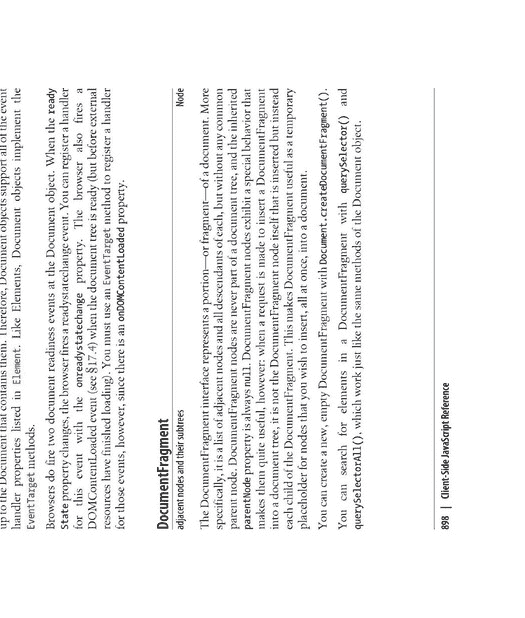 up to the Document that contains them. Therefore, Document objects support all of the event
handler properties listed in Element. Like Elements, Document objects implement the
EventTarget methods.
Browsers do fire two document readiness events at the Document object. When the ready
State property changes, the browser fires a readystatechange event. You can register a handler
for this event with the onreadystatechange property. The browser also fires a
DOMContentLoaded event (see §17.4) when the document tree is ready (but before external
resources have finished loading). You must use an EventTarget method to register a handler
for those events, however, since there is an onDOMContentLoaded property.
DocumentFragment
adjacent nodes and their subtrees Node
The DocumentFragment interface represents a portion—or fragment—of a document. More
specifically, it is a list of adjacent nodes and all descendants of each, but without any common
parent node. DocumentFragment nodes are never part of a document tree, and the inherited
parentNode property is always null. DocumentFragment nodes exhibit a special behavior that
makes them quite useful, however: when a request is made to insert a DocumentFragment
into a document tree, it is not the DocumentFragment node itself that is inserted but instead
each child of the DocumentFragment. This makes DocumentFragment useful as a temporary
placeholder for nodes that you wish to insert, all at once, into a document.
You can create a new, empty DocumentFragment with Document.createDocumentFragment().
You can search for elements in a DocumentFragment with querySelector() and
querySelectorAll(), which work just like the same methods of the Document object.
898 | Client-Side JavaScript Reference